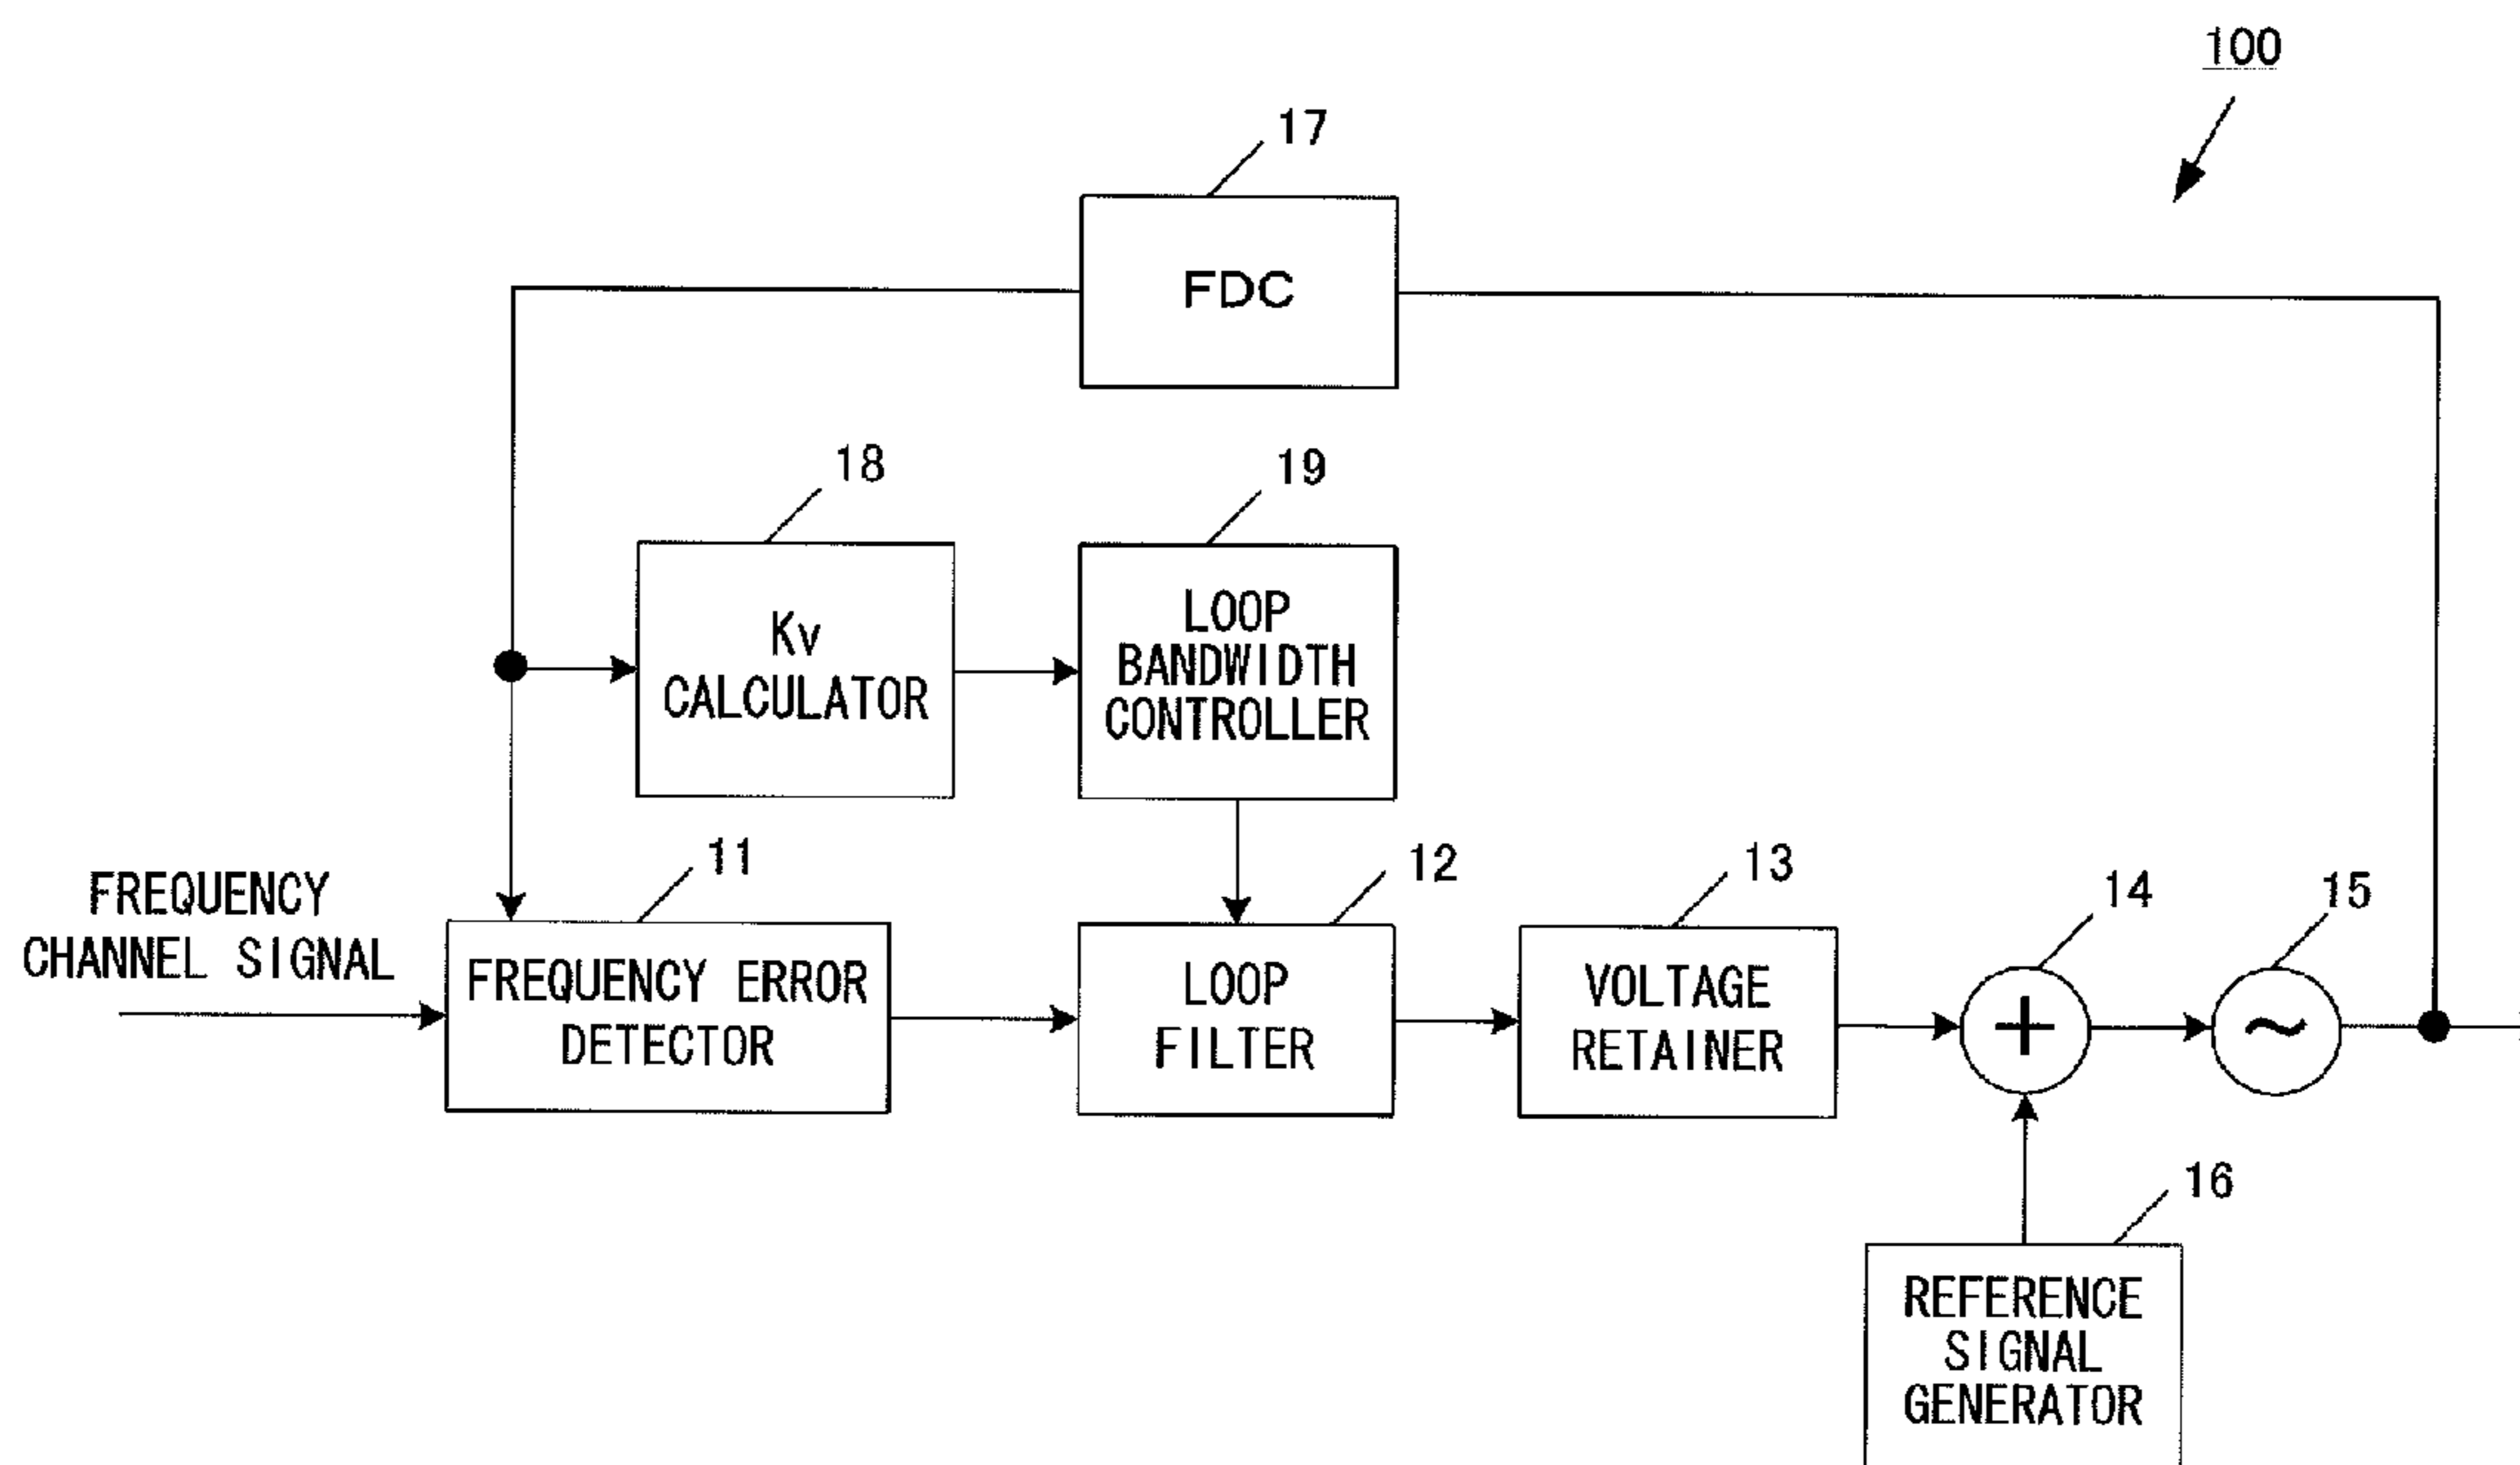 100
17
FDC
18
19
Kv
CALCULATOR
LOOP
BANDWIDTH
CONTROLLER
11
12
13
14
15
FREQUENCY
CHANNEL SIGNAL
FREQUENCY ERROR
DETECTOR
LOOP
FILTER
VOLTAGE
RETAINER
+
~
16
REFERENCE
SIGNAL
GENERATOR